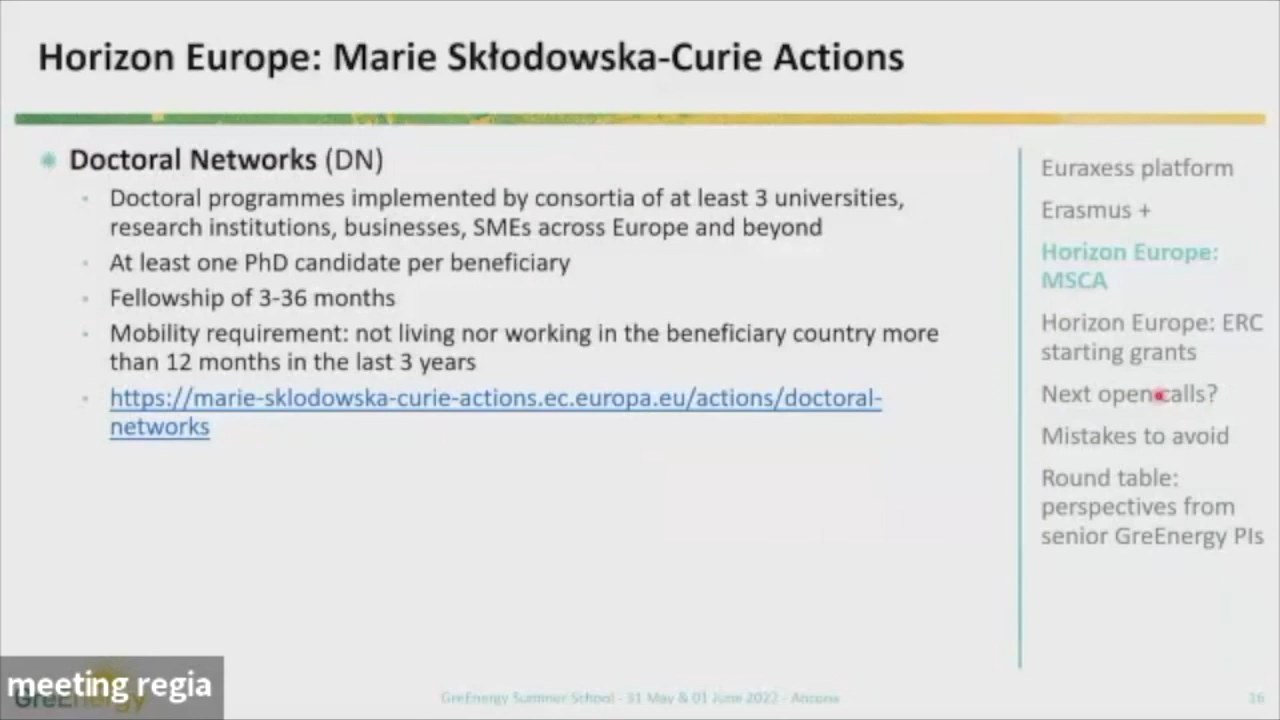 Horizon Europe: Marie Skłodowska-Curie Actions
Doctoral Networks (DN)
Doctoral programmes implemented by consortia of at least 3 universities,
research institutions, businesses, SMEs across Europe and beyond
At least one PhD candidate per beneficiary
Fellowship of 3-36 months
Mobility requirement: not living nor working in the beneficiary country more
than 12 months in the last 3 years
https://marie-sklodowska-curie-actions.ec.europa.eu/actions/doctoral-
networks
Euraxess platform
Erasmus +
Horizon Europe:
MSCA
Horizon Europe: ERC
starting grants
Next open calls?
Mistakes to avoid
Round table:
perspectives from
senior GreEnergy PIs
meeting regia
GreEnergy
GreEnergy Summer School - 31 May & 01 June 2022 - Ancona
16